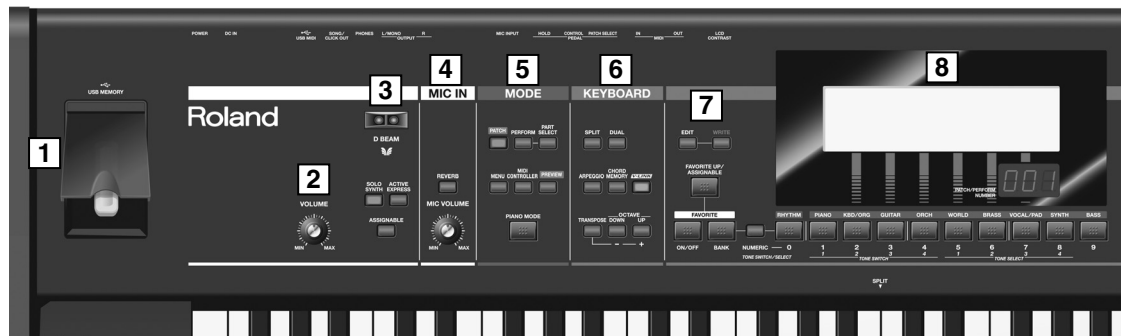 POWER DC IN USB MIDI SONG/ CLICK OUT PHONES L/MONO OUTPUT R MIC INPUT HOLD CONTROL PEDAL PATCH SELECT IN MIDI OUT LCD CONTRAST
USB MEMORY
1
Roland
2
VOLUME
MIN MAX
3
D BEAM
SOLO SYNTH ACTIVE EXPRESS
ASSIGNABLE
4
MIC IN
REVERB
MIC VOLUME
MIN MAX
5
MODE
PATCH PERFORM PART SELECT
MENU MIDI CONTROLLER PREVIEW
PIANO MODE
6
KEYBOARD
SPLIT DUAL
ARPEGGIO CHORD MEMORY V-LINK
TRANSPOSE DOWN OCTAVE UP
− +
7
EDIT WRITE
FAVORITE UP/ ASSIGNABLE
FAVORITE
ON/OFF BANK
NUMERIC
TONE SWITCH/SELECT
8
PATCH/PERFORM NUMBER
001
RHYTHM PIANO KBD/ORG GUITAR ORCH WORLD BRASS VOCAL/PAD SYNTH BASS
0 1 2 3 4 5 6 7 8 9
1 2 3 4 1 2 3 4
TONE SWITCH TONE SELECT
SPLIT